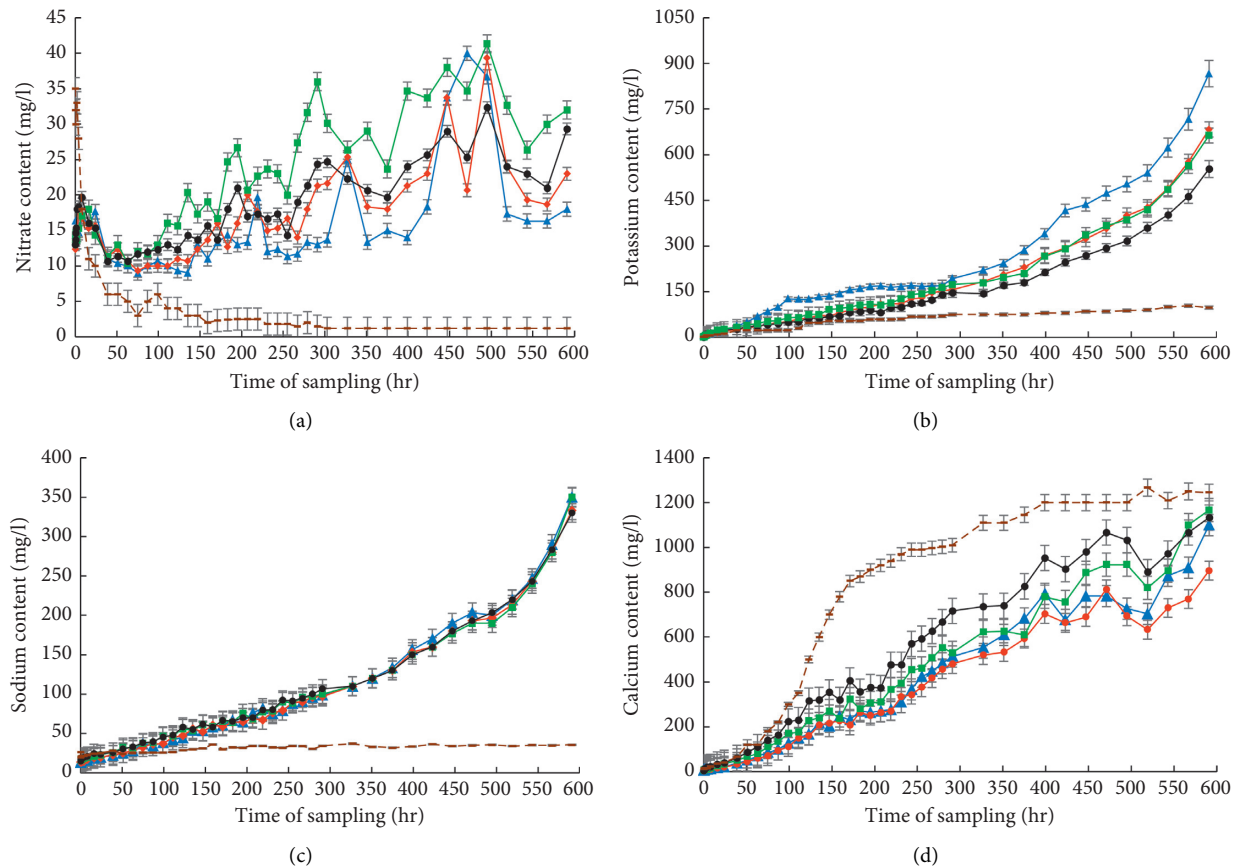 45
40
35
30
25
20
15
10
5
0
Nitrate content (mg/l)
0 50 100 150 200 250 300 350 400 450 500 550 600
Time of sampling (hr)
(a)
1050
900
750
600
450
300
150
0
Potassium content (mg/l)
0 50 100 150 200 250 300 350 400 450 500 550 600
Time of sampling (hr)
(b)
400
350
300
250
200
150
100
50
0
Sodium content (mg/l)
0 50 100 150 200 250 300 350 400 450 500 550 600
Time of sampling (hr)
(c)
1400
1200
1000
800
600
400
200
0
Calcium content (mg/l)
0 50 100 150 200 250 300 350 400 450 500 550 600
Time of sampling (hr)
(d)